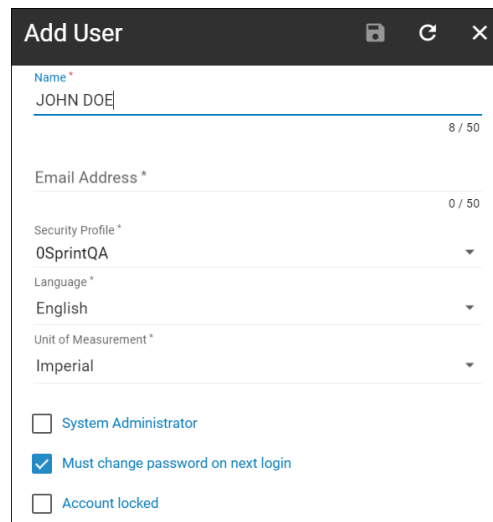 Add User
Name *
JOHN DOE
8 / 50
Email Address *
0 / 50
Security Profile *
0SprintQA
Language *
English
Unit of Measurement *
Imperial
System Administrator
Must change password on next login
Account locked